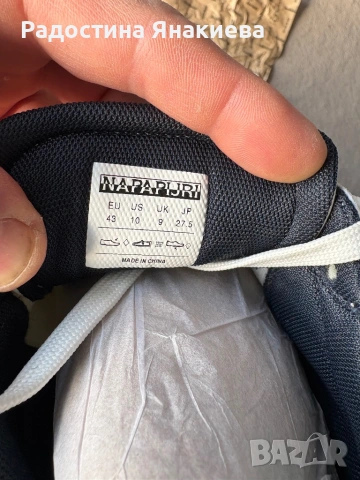 Радостина Янакиева
NAPAPIJRI
EU US UK JP
43 10 9 27.5
MADE IN CHINA
BAZAR